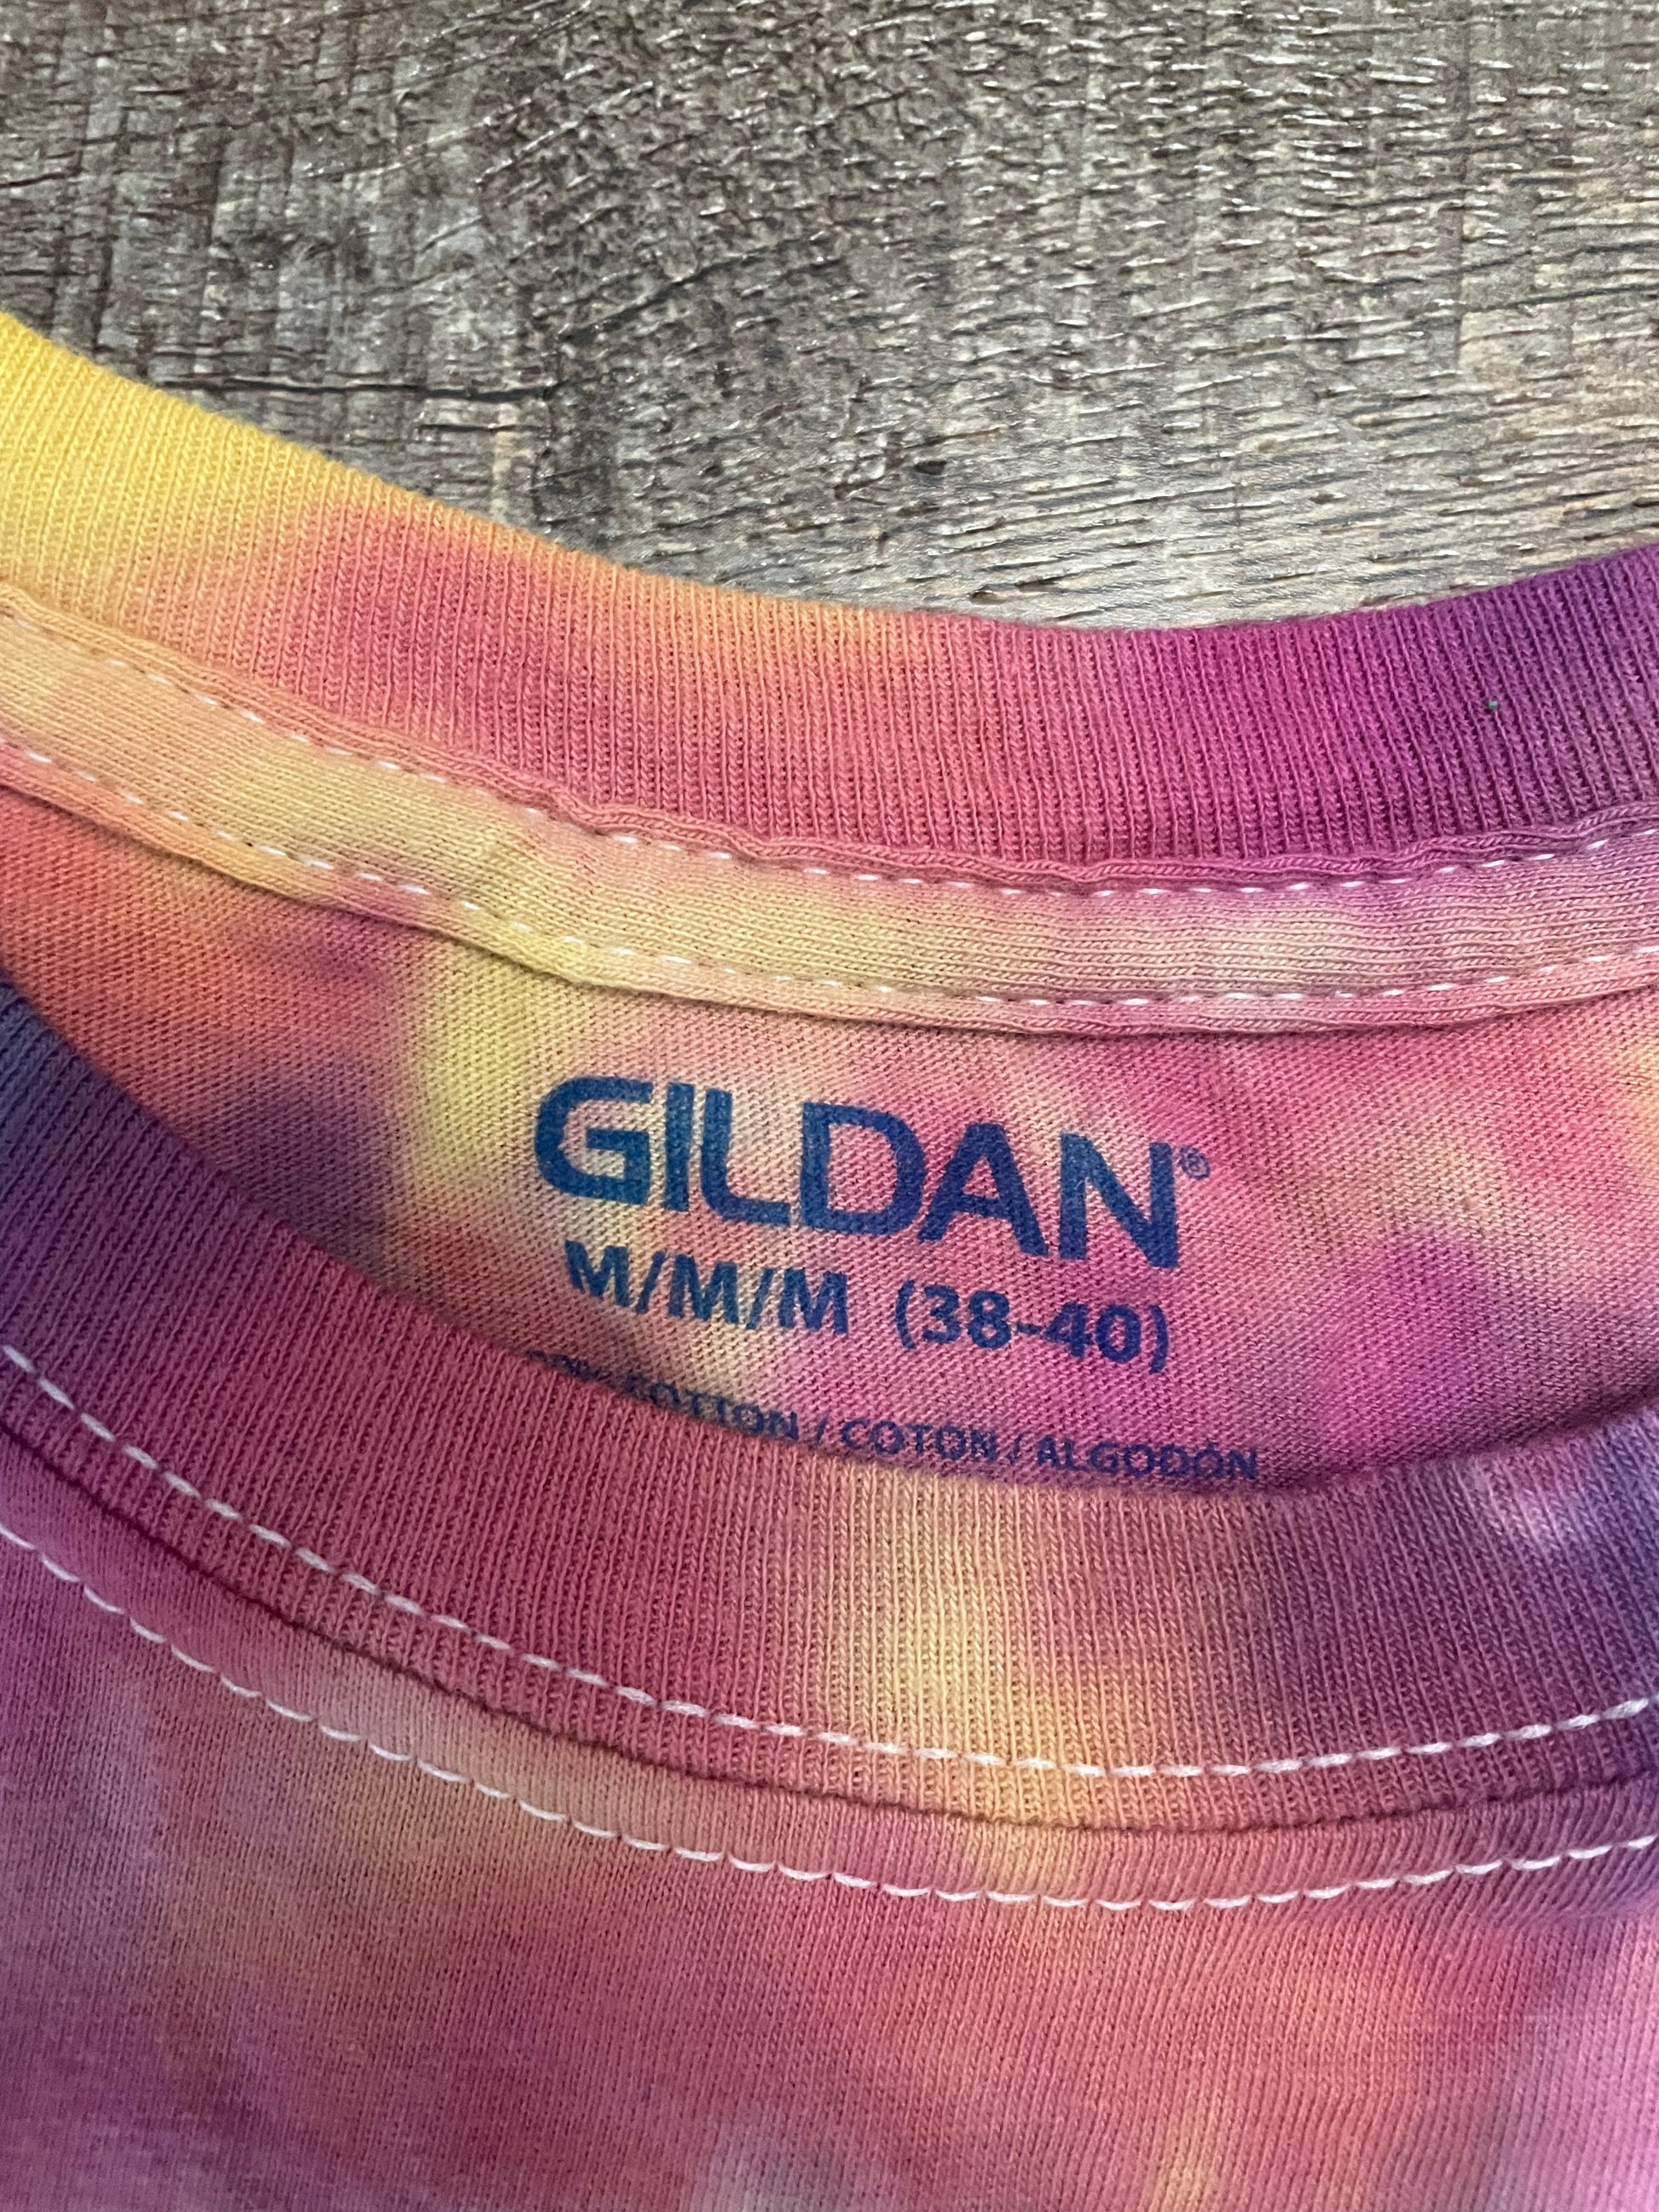 GILDAN®
M/M/M (38-40)
COTTON / COTON / ALGODÓN